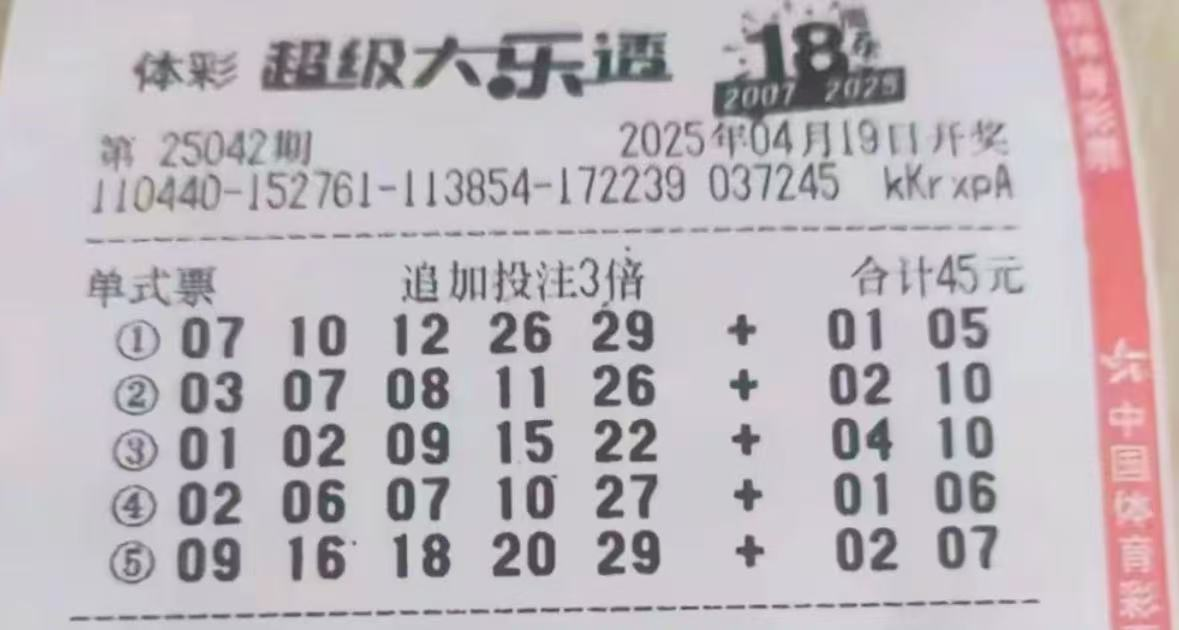 体彩 超级大乐透 18周年
2007 2025
第 25042期 2025年04月19日开奖
110440-152761-113854-172239 037245 kKrxpA
单式票 追加投注3倍 合计45元
① 07 10 12 26 29 + 01 05
② 03 07 08 11 26 + 02 10
③ 01 02 09 15 22 + 04 10
④ 02 06 07 10 27 + 01 06
⑤ 09 16 18 20 29 + 02 07
体育彩票
中国体育彩